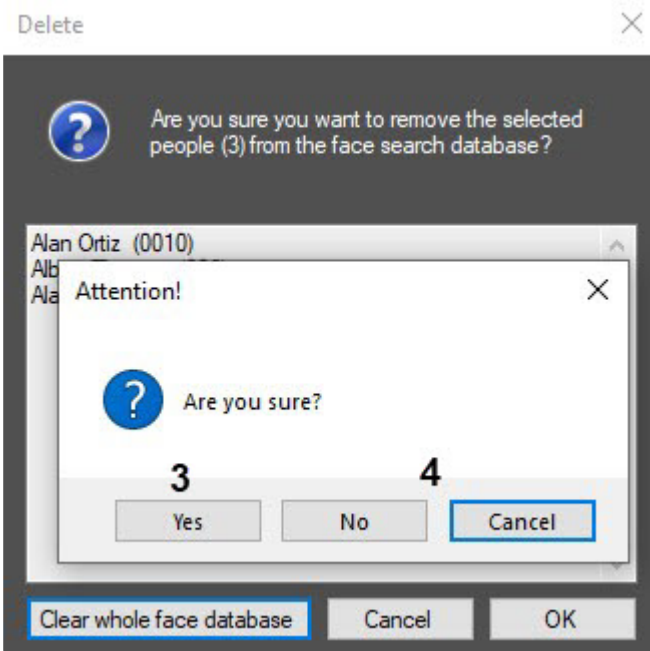 Delete
Are you sure you want to remove the selected
people (3) from the face search database?
Alan Ortiz (0010)
Attention!
Are you sure?
3
4
Yes
No
Cancel
Clear whole face database
Cancel
OK